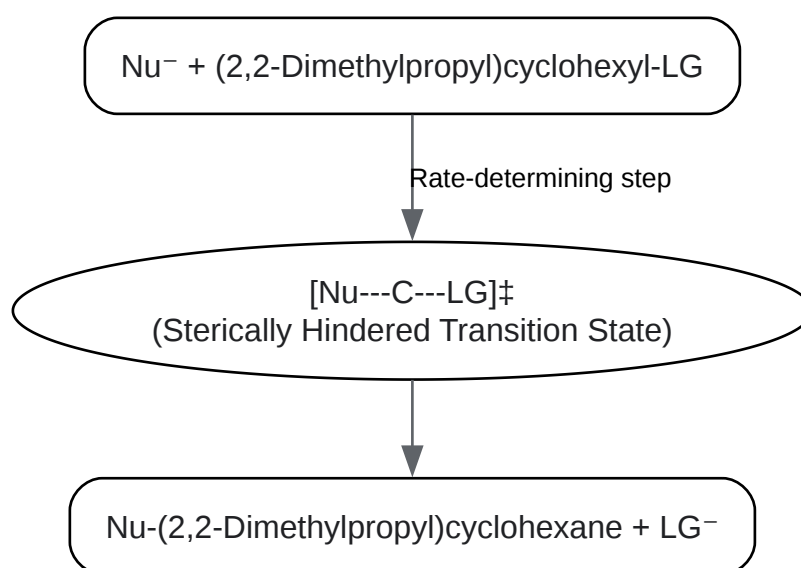 Nu⁻ + (2,2-Dimethylpropyl)cyclohexyl-LG
Rate-determining step
[Nu---C---LG]‡
(Sterically Hindered Transition State)
Nu-(2,2-Dimethylpropyl)cyclohexane + LG⁻